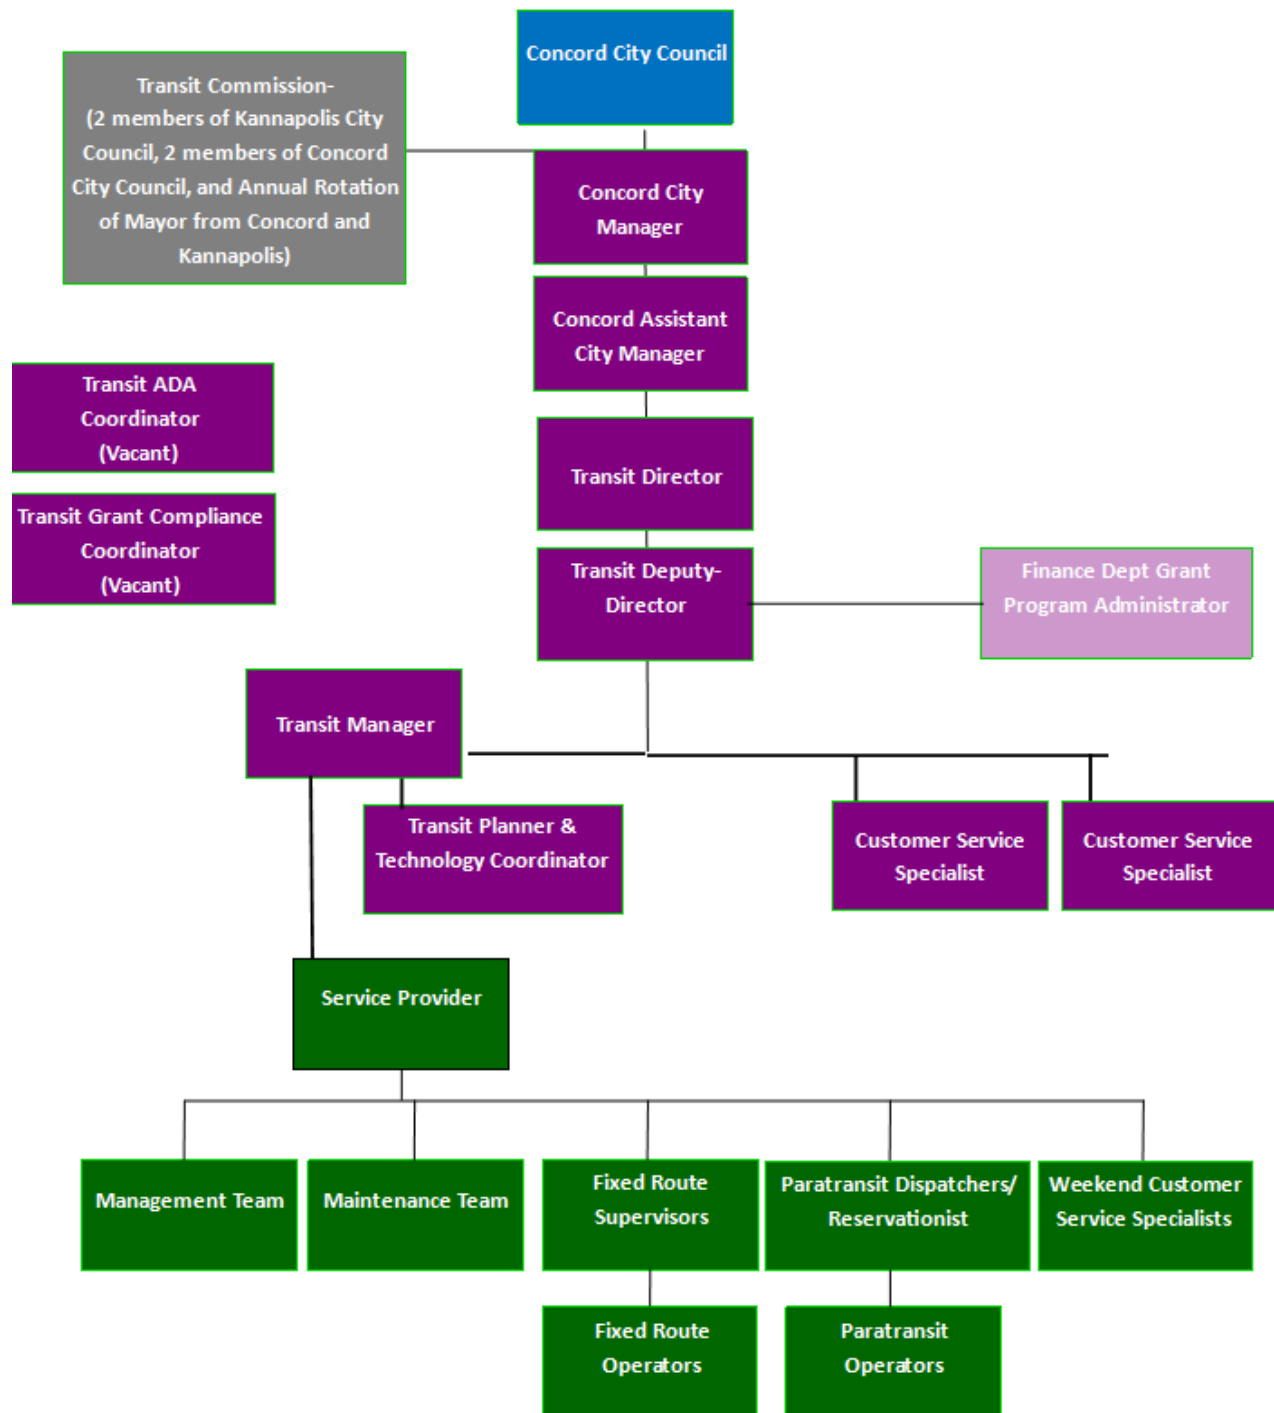 Concord City Council
Transit Commission-
(2 members of Kannapolis City
Council, 2 members of Concord
City Council, and Annual Rotation
of Mayor from Concord and
Kannapolis)
Concord City
Manager
Concord Assistant
City Manager
Transit ADA
Coordinator
(Vacant)
Transit Director
Transit Grant Compliance
Coordinator
(Vacant)
Transit Deputy-
Director
Finance Dept Grant
Program Administrator
Transit Manager
Transit Planner &
Technology Coordinator
Customer Service
Specialist
Customer Service
Specialist
Service Provider
Management Team
Maintenance Team
Fixed Route
Supervisors
Paratransit Dispatchers/
Reservationist
Weekend Customer
Service Specialists
Fixed Route
Operators
Paratransit
Operators